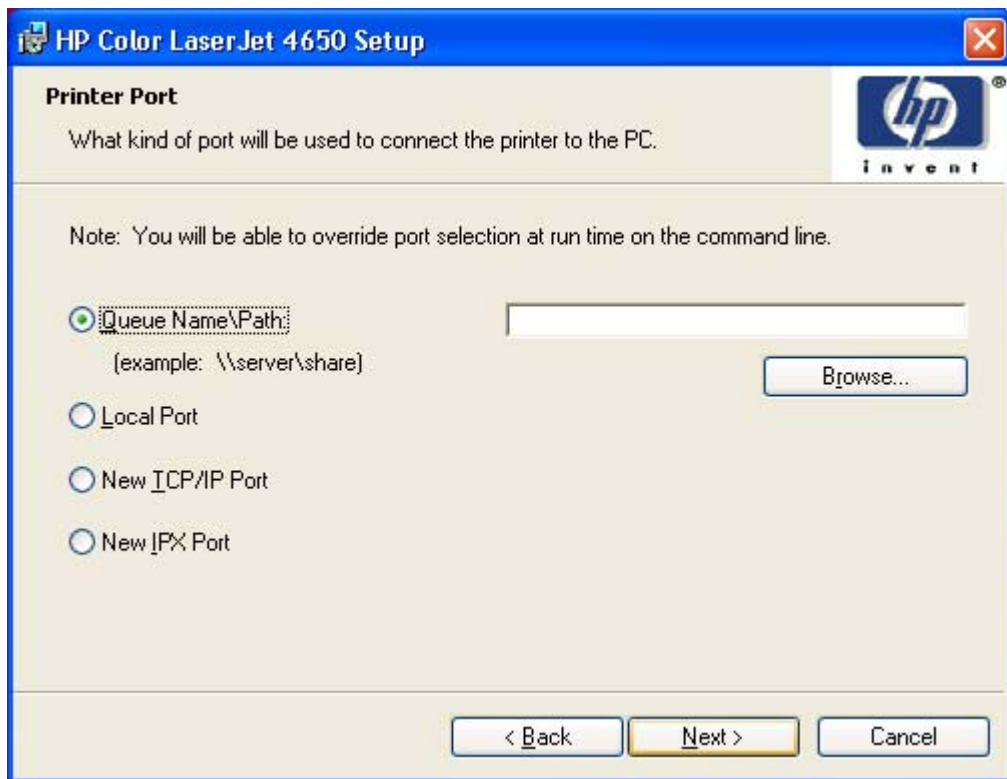 HP Color LaserJet 4650 Setup
Printer Port
What kind of port will be used to connect the printer to the PC.
hp
®
invent
Note: You will be able to override port selection at run time on the command line.
Queue Name\Path:
(example: \\server\share)
Browse...
Local Port
New TCP/IP Port
New IPX Port
< Back
Next >
Cancel